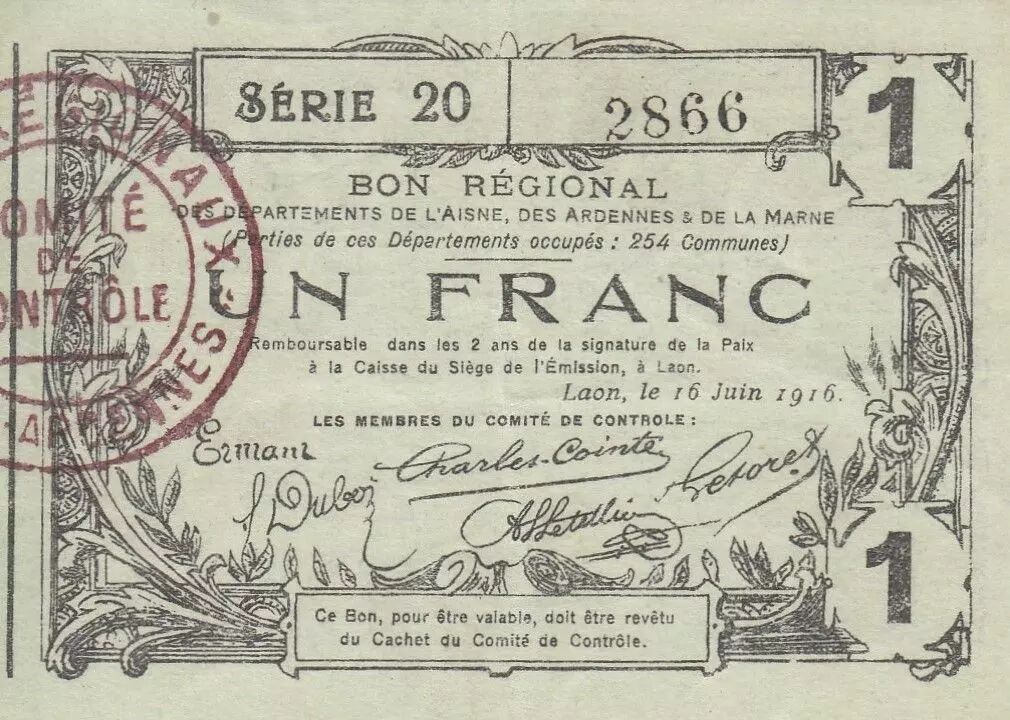 SÉRIE 20
2866
1
BON RÉGIONAL
DES DÉPARTEMENTS DE L'AISNE, DES ARDENNES & DE LA MARNE
(Parties de ces Départements occupés : 254 Communes)
UN FRANC
Remboursable dans les 2 ans de la signature de la Paix
à la Caisse du Siège de l'Émission, à Laon.
Laon, le 16 Juin 1916.
LES MEMBRES DU COMITÉ DE CONTROLE :
Ermant
Charles-Cointe
1
Ce Bon, pour être valable, doit être revêtu
du Cachet du Comité de Contrôle.
OMITÉ
DE
ONTRÔLE